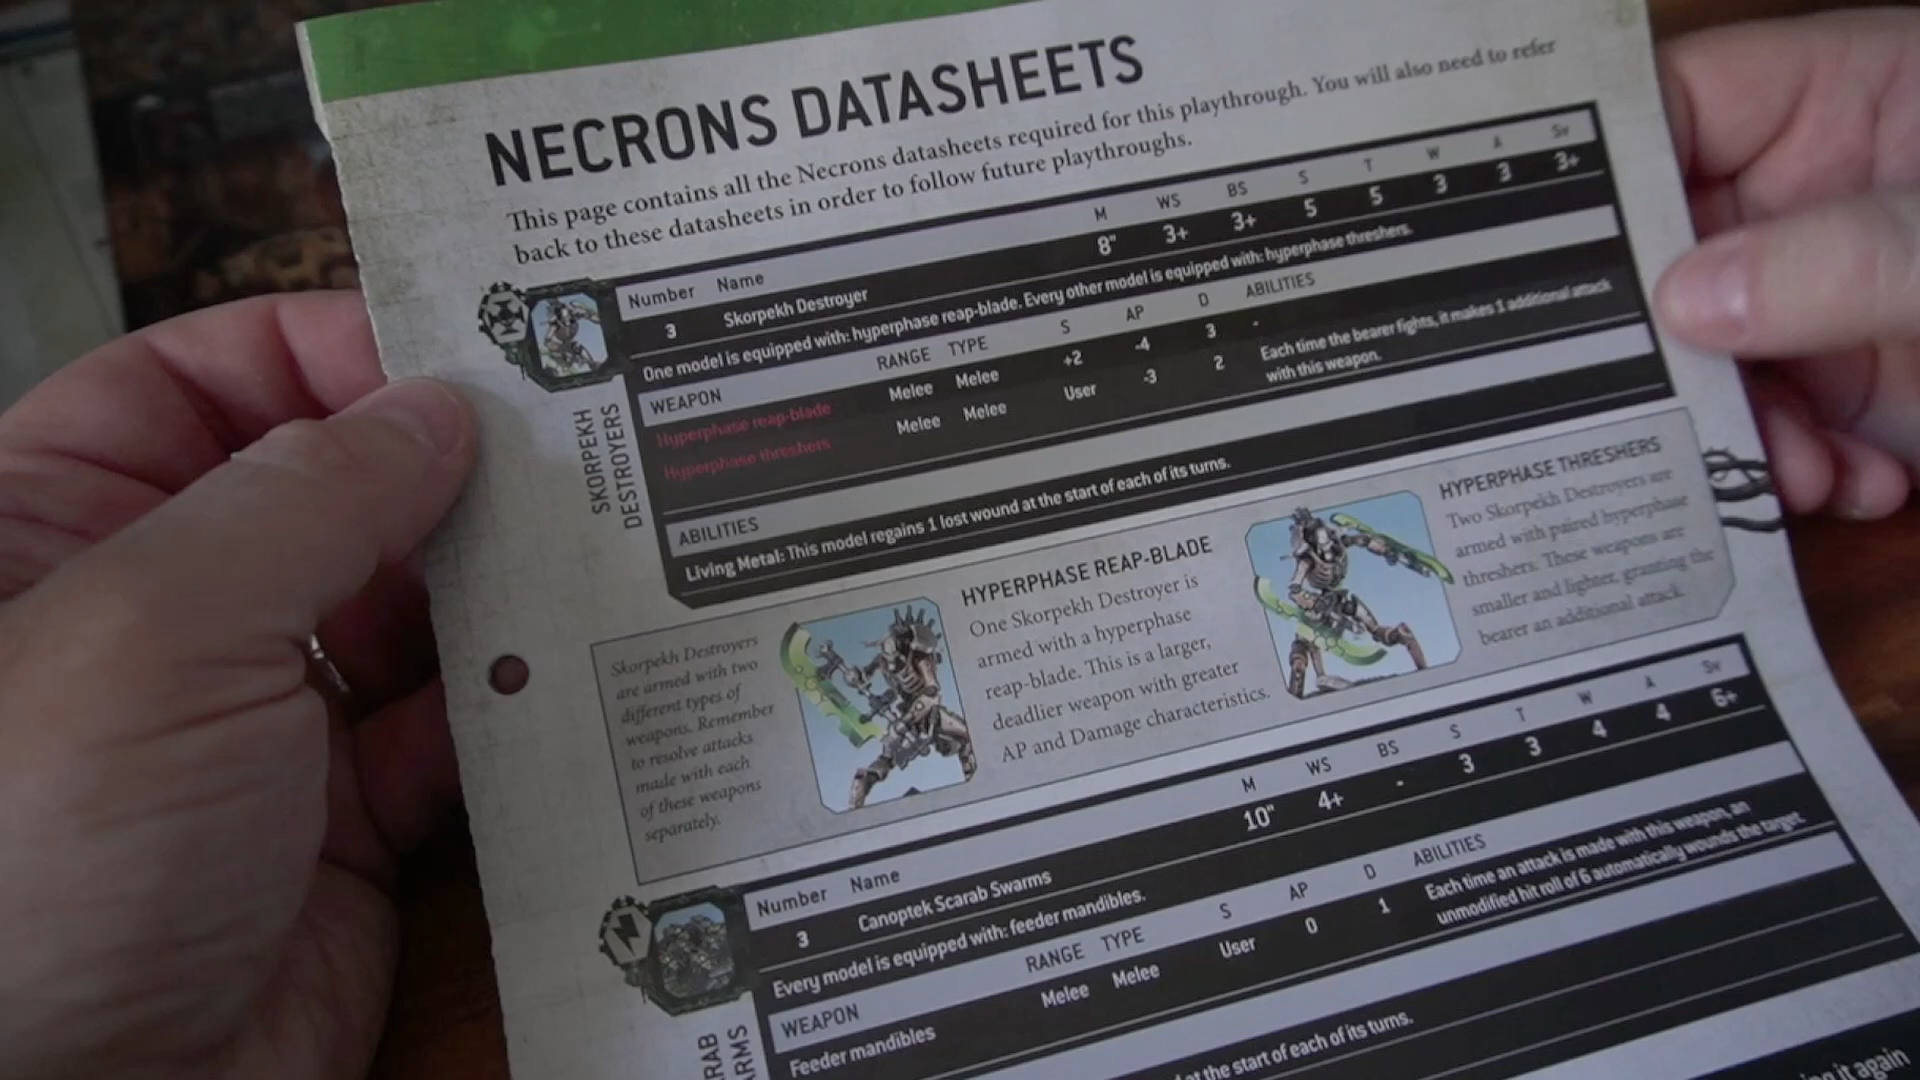 NECRONS DATASHEETS
This page contains all the Necrons datasheets required for this playthrough. You will also need to refer
back to these datasheets in order to follow future playthroughs.
SKORPEKH
DESTROYERS
Number Name M WS BS S T W A Sv
3 Skorpekh Destroyer 8" 3+ 3+ 5 5 3 3 3+
One model is equipped with: hyperphase reap-blade. Every other model is equipped with: hyperphase threshers.
WEAPON RANGE TYPE S AP D ABILITIES
Hyperphase reap-blade Melee Melee +2 -4 3 -
Hyperphase threshers Melee Melee User -3 2 Each time the bearer fights, it makes 1 additional attack
with this weapon.
ABILITIES
Living Metal: This model regains 1 lost wound at the start of each of its turns.
Skorpekh Destroyers
are armed with two
different types of
weapons. Remember
to resolve attacks
made with each
of these weapons
separately.
HYPERPHASE REAP-BLADE
One Skorpekh Destroyer is
armed with a hyperphase
reap-blade. This is a larger,
deadlier weapon with greater
AP and Damage characteristics.
HYPERPHASE THRESHERS
Two Skorpekh Destroyers are
armed with paired hyperphase
threshers. These weapons are
smaller and lighter, granting the
bearer an additional attack.
RAB
ARMS
Number Name M WS BS S T W A Sv
3 Canoptek Scarab Swarms 10" 4+ - 3 3 4 4 6+
Every model is equipped with: feeder mandibles.
WEAPON RANGE TYPE S AP D ABILITIES
Feeder mandibles Melee Melee User 0 1 Each time an attack is made with this weapon, an
unmodified hit roll of 6 automatically wounds the target.
at the start of each of its turns.
it again